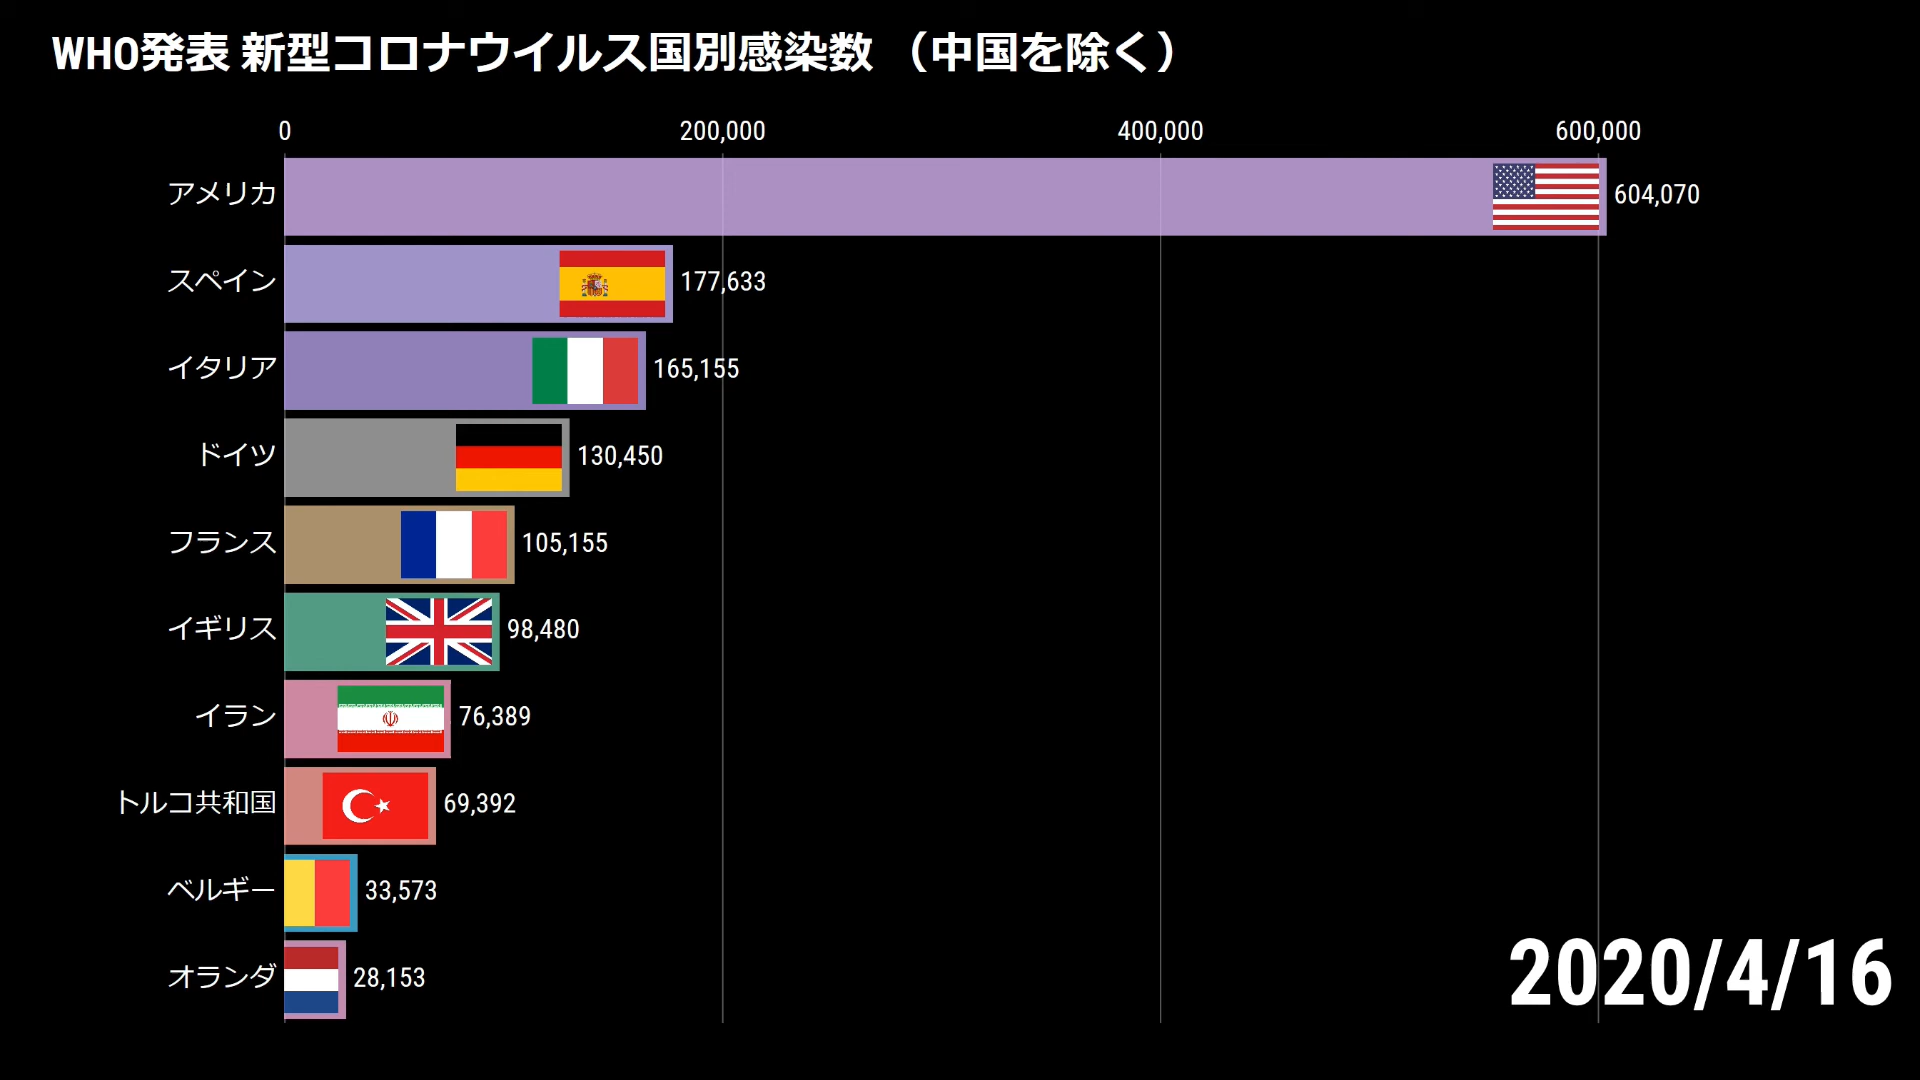 WHO発表 新型コロナウイルス国別感染数 （中国を除く）
0 200,000 400,000 600,000
アメリカ 604,070
スペイン 177,633
イタリア 165,155
ドイツ 130,450
フランス 105,155
イギリス 98,480
イラン 76,389
トルコ共和国 69,392
ベルギー 33,573
オランダ 28,153
2020/4/16